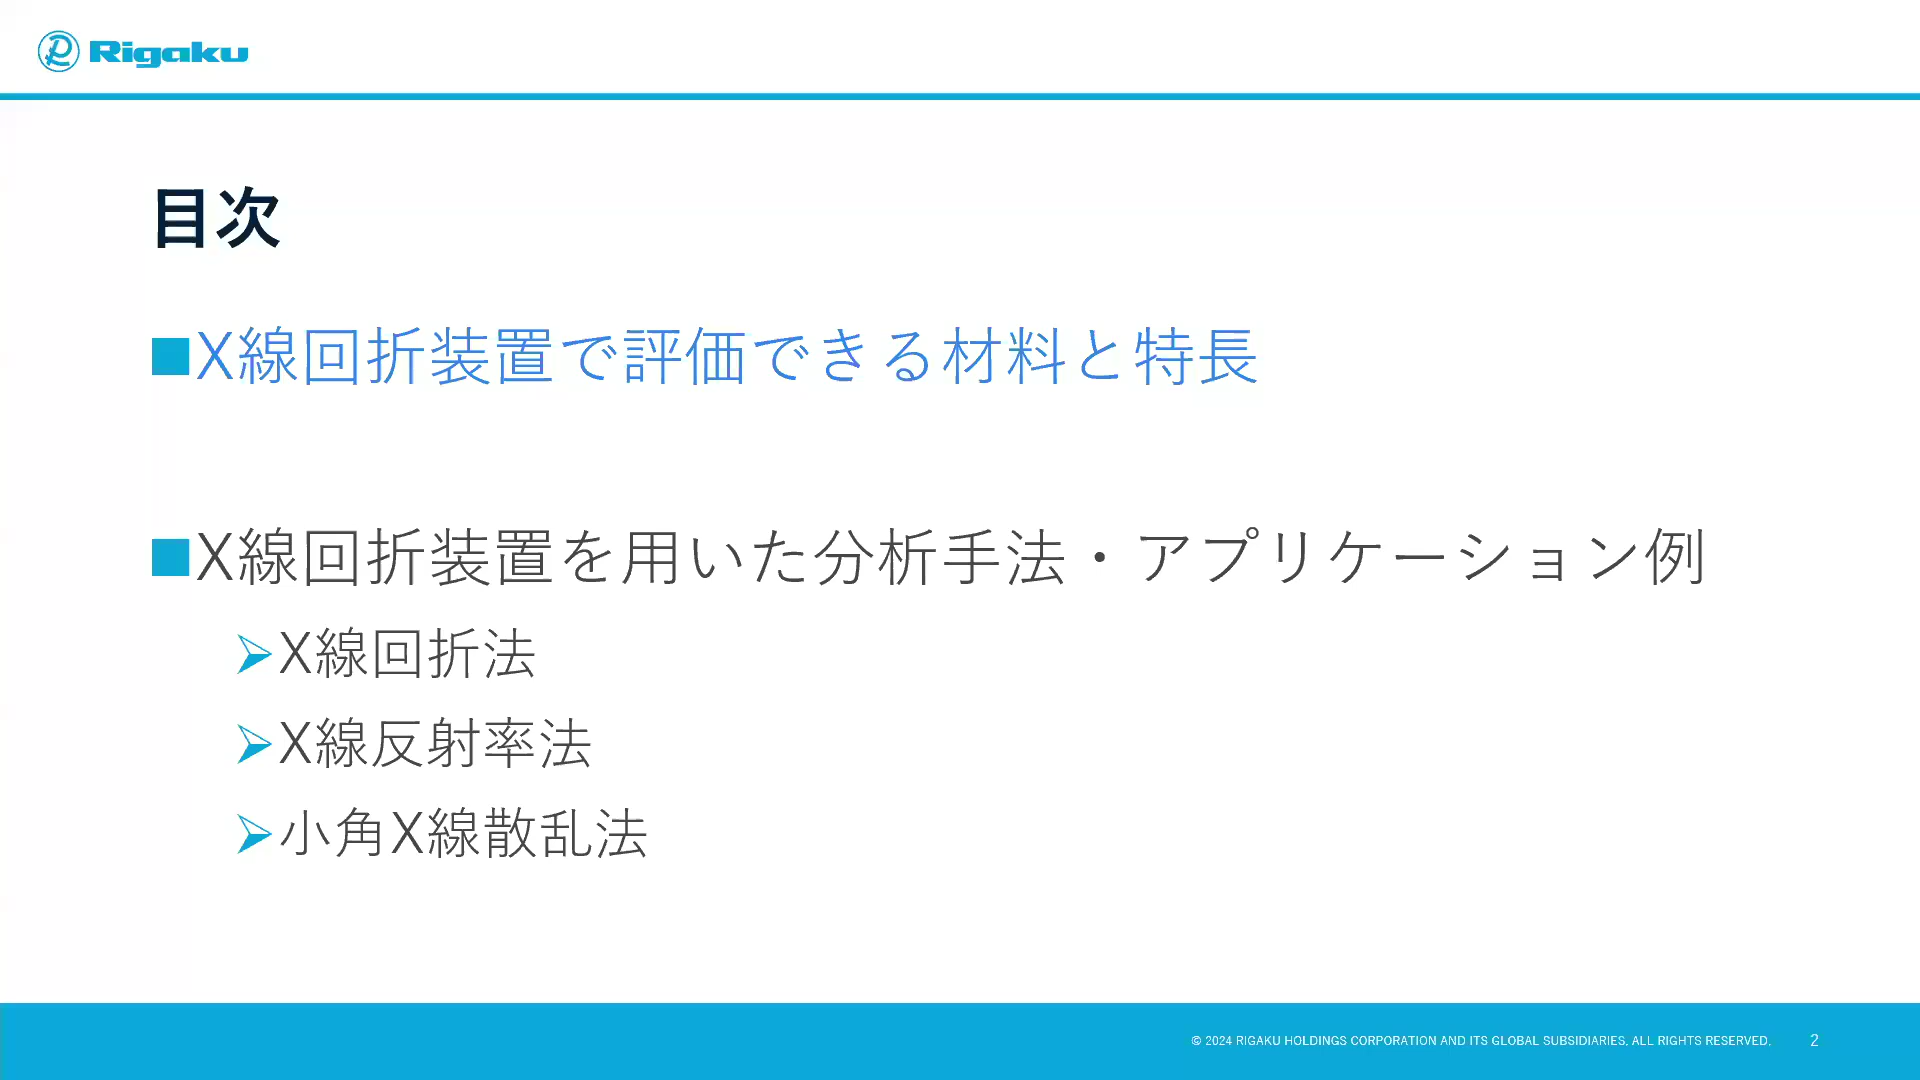 Rigaku
目次
■X線回折装置で評価できる材料と特長
■X線回折装置を用いた分析手法・アプリケーション例
➢X線回折法
➢X線反射率法
➢小角X線散乱法
© 2024 RIGAKU HOLDINGS CORPORATION AND ITS GLOBAL SUBSIDIARIES. ALL RIGHTS RESERVED. 2